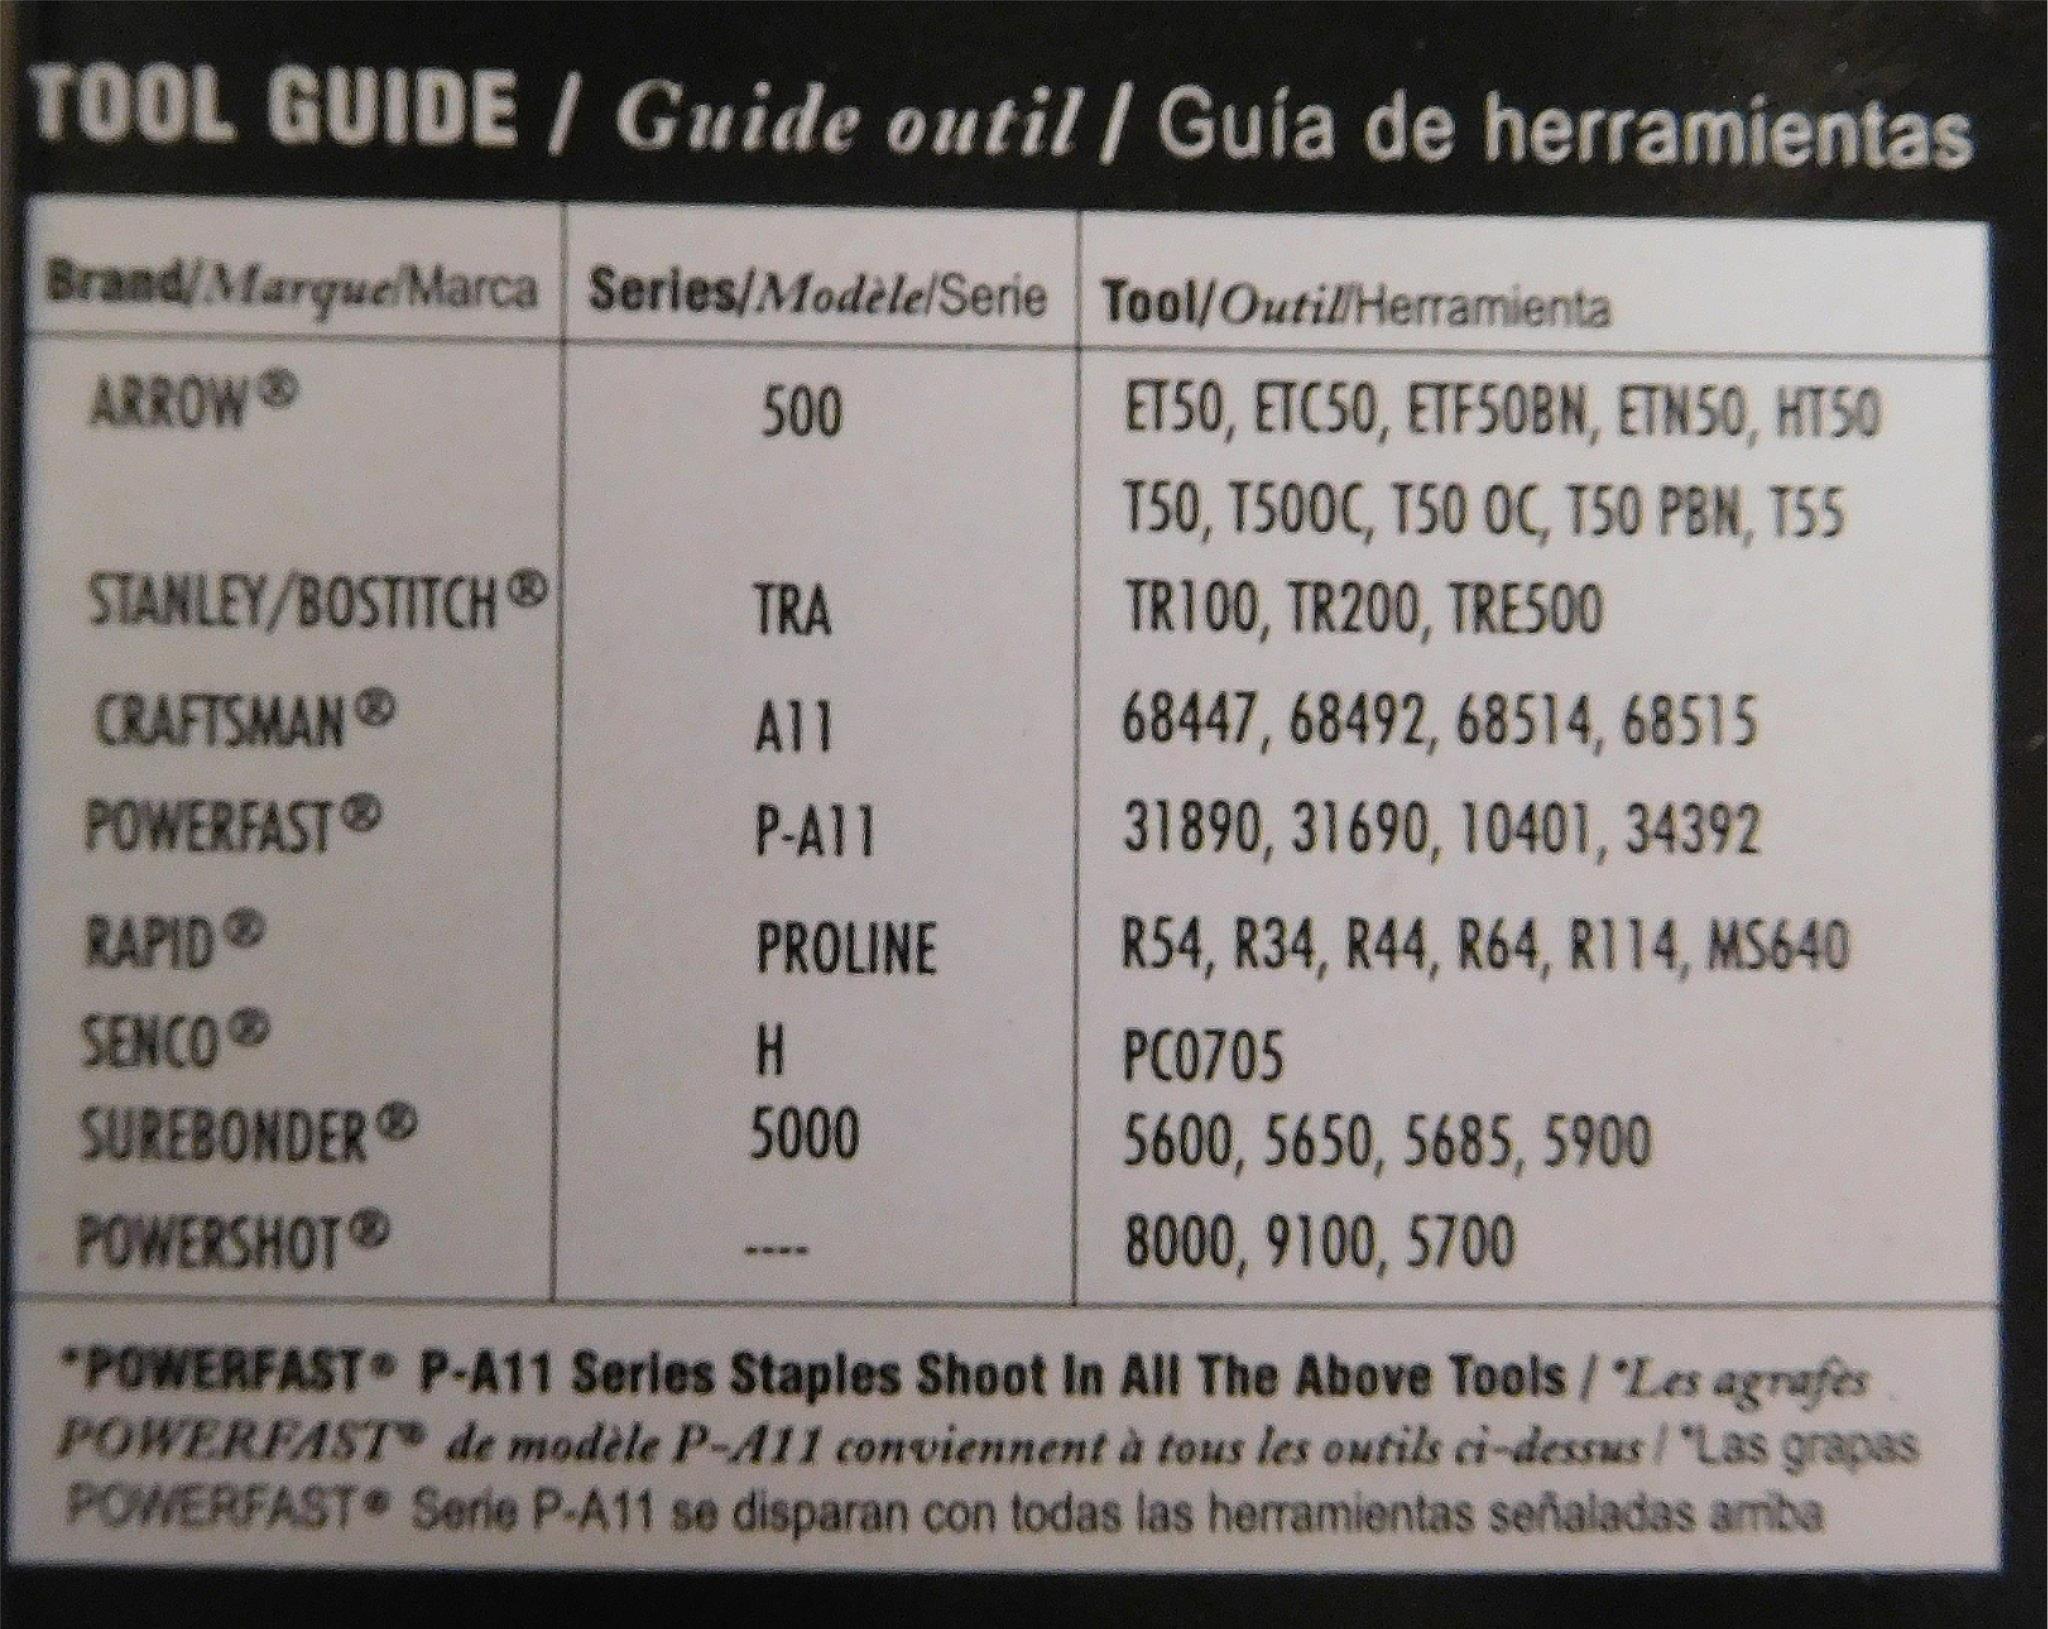 TOOL GUIDE / Guide outil / Guía de herramientas
Brand/Marque/Marca Series/Modèle/Serie Tool/Outil/Herramienta
ARROW® 500 ET50, ETC50, ETF50BN, ETN50, HT50
T50, T50OC, T50 OC, T50 PBN, T55
STANLEY/BOSTITCH® TRA TR100, TR200, TRE500
CRAFTSMAN® A11 68447, 68492, 68514, 68515
POWERFAST® P-A11 31890, 31690, 10401, 34392
RAPID® PROLINE R54, R34, R44, R64, R114, MS640
SENCO® H PC0705
SUREBONDER® 5000 5600, 5650, 5685, 5900
POWERSHOT® ---- 8000, 9100, 5700
*POWERFAST® P-A11 Series Staples Shoot In All The Above Tools / *Les agrafès
POWERFAST® de modèle P-A11 conviennent à tous les outils ci-dessus / *Las grapas
POWERFAST® Serie P-A11 se disparan con todas las herramientas señaladas arriba